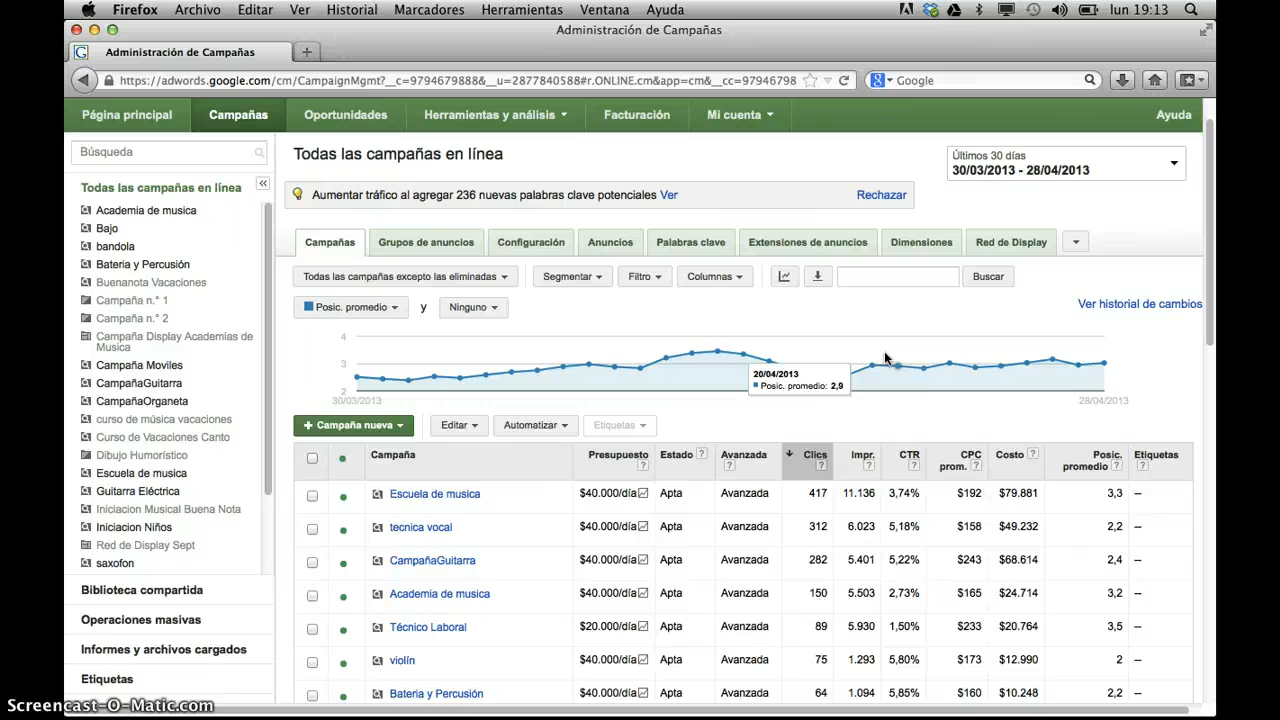 Firefox Archivo Editar Ver Historial Marcadores Herramientas Ventana Ayuda lun 19:13
Administración de Campañas
Administración de Campañas
https://adwords.google.com/cm/CampaignMgmt?__c=9794679888&__u=2877840588#r.ONLINE.cm&app=cm&__cc=97946798 Google
Página principal Campañas Oportunidades Herramientas y análisis Facturación Mi cuenta Ayuda
Búsqueda
Todas las campañas en línea
Academia de musica
Bajo
bandola
Bateria y Percusión
Buenanota Vacaciones
Campaña n.° 1
Campaña n.° 2
Campaña Display Academias de
Musica
Campaña Moviles
CampañaGuitarra
CampañaOrganeta
curso de música vacaciones
Curso de Vacaciones Canto
Dibujo Humorístico
Escuela de musica
Guitarra Eléctrica
Iniciacion Musical Buena Nota
Iniciacion Niños
Red de Display Sept
saxofon
Biblioteca compartida
Operaciones masivas
Informes y archivos cargados
Etiquetas
Todas las campañas en línea
Últimos 30 días
30/03/2013 - 28/04/2013
Aumentar tráfico al agregar 236 nuevas palabras clave potenciales Ver Rechazar
Campañas Grupos de anuncios Configuración Anuncios Palabras clave Extensiones de anuncios Dimensiones Red de Display
Todas las campañas excepto las eliminadas Segmentar Filtro Columnas Buscar
Posic. promedio y Ninguno Ver historial de cambios
4
3
2
20/04/2013
Posic. promedio: 2,9
30/03/2013 28/04/2013
+ Campaña nueva Editar Automatizar Etiquetas
Campaña Presupuesto ? Estado ? Avanzada ? Clics ? Impr. ? CTR ? CPC prom. ? Costo ? Posic. promedio ? Etiquetas ?
Escuela de musica $40.000/día Apta Avanzada 417 11.136 3,74% $192 $79.881 3,3 --
tecnica vocal $40.000/día Apta Avanzada 312 6.023 5,18% $158 $49.232 2,2 --
CampañaGuitarra $40.000/día Apta Avanzada 282 5.401 5,22% $243 $68.614 2,4 --
Academia de musica $40.000/día Apta Avanzada 150 5.503 2,73% $165 $24.714 3,2 --
Técnico Laboral $20.000/día Apta Avanzada 89 5.930 1,50% $233 $20.764 3,5 --
violín $40.000/día Apta Avanzada 75 1.293 5,80% $173 $12.990 2 --
Bateria y Percusión $40.000/día Apta Avanzada 64 1.094 5,85% $160 $10.248 2,2 --
Screencast-O-Matic.com